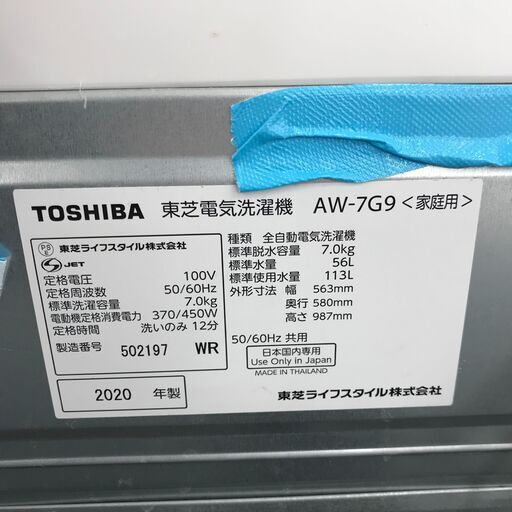 TOSHIBA 東芝電気洗濯機 AW-7G9<家庭用>
PS E 東芝ライフスタイル株式会社
S JET
定格電圧 100V
定格周波数 50/60Hz
標準洗濯容量 7.0kg
電動機定格消費電力 370/450W
定格時間 洗いのみ 12分
製造番号 502197 WR
2020 年製
種類 全自動電気洗濯機
標準脱水容量 7.0kg
標準水量 56L
標準使用水量 113L
外形寸法 幅 563mm
奥行 580mm
高さ 987mm
50/60Hz 共用
日本国内専用
Use Only In Japan
MADE IN THAILAND
東芝ライフスタイル株式会社